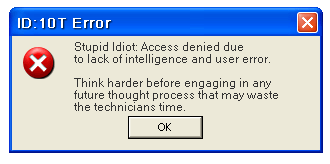 ID:10T Error
Stupid Idiot: Access denied due
to lack of intelligence and user error.
Think harder before engaging in any
future thought process that may waste
the technicians time.
OK